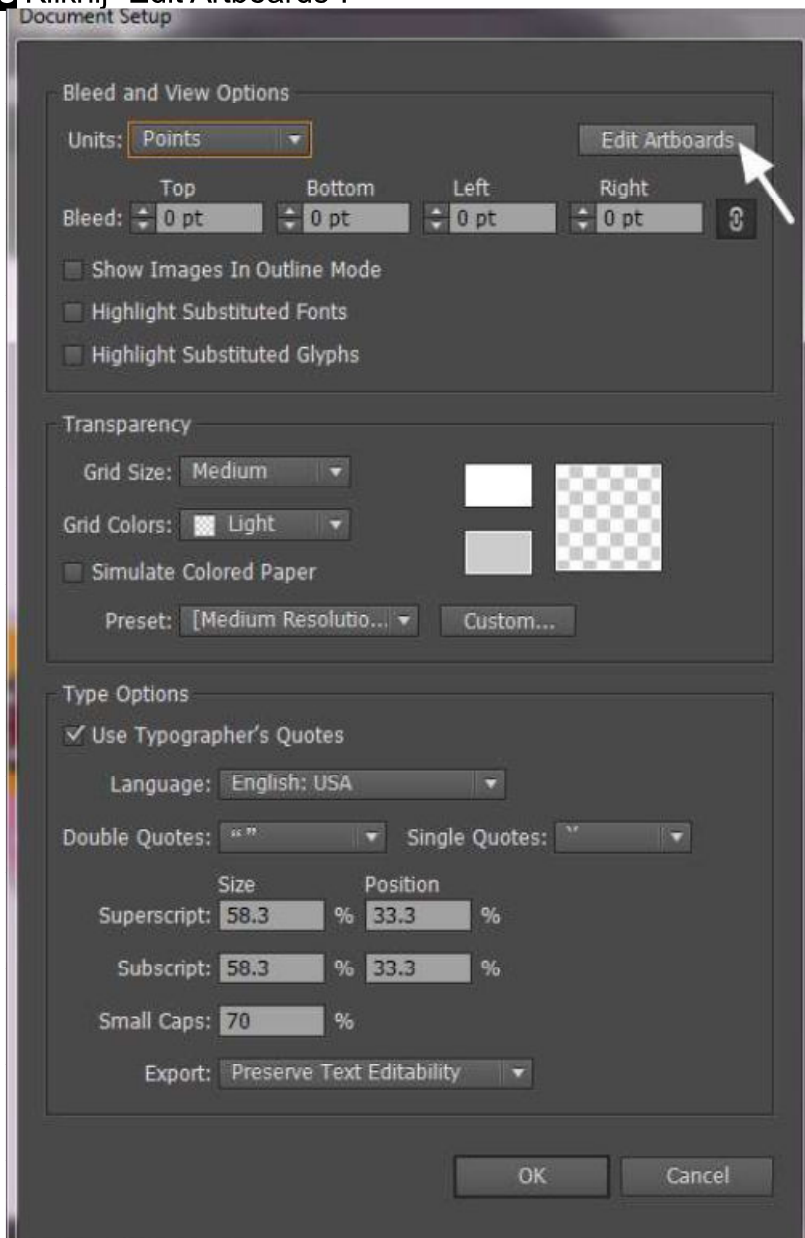 Kliknij "Edit Artboards".
Document Setup
Bleed and View Options
Units: Points Edit Artboards
Top Bottom Left Right
Bleed: 0 pt 0 pt 0 pt 0 pt
Show Images In Outline Mode
Highlight Substituted Fonts
Highlight Substituted Glyphs
Transparency
Grid Size: Medium
Grid Colors: Light
Simulate Colored Paper
Preset: [Medium Resolutio... Custom...
Type Options
Use Typographer's Quotes
Language: English: USA
Double Quotes: “” Single Quotes: ‘’
Size Position
Superscript: 58.3 % 33.3 %
Subscript: 58.3 % 33.3 %
Small Caps: 70 %
Export: Preserve Text Editability
OK Cancel